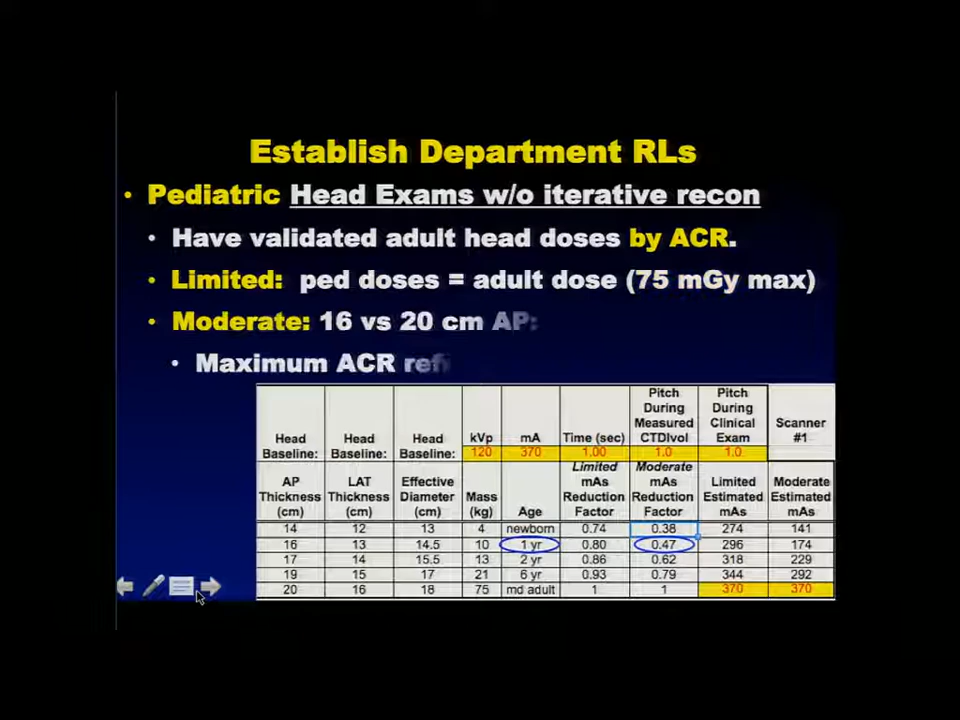 Establish Department RLs
• Pediatric Head Exams w/o iterative recon
• Have validated adult head doses by ACR.
• Limited: ped doses = adult dose (75 mGy max)
• Moderate: 16 vs 20 cm AP:
• Maximum ACR
Head Baseline: Head Baseline: Head Baseline: kVp mA Time (sec) Pitch During Measured CTDIvol Pitch During Clinical Exam Scanner #1
120 370 1.00 1.0 1.0
AP Thickness (cm) LAT Thickness (cm) Effective Diameter (cm) Mass (kg) Age Limited mAs Reduction Factor Moderate mAs Reduction Factor Limited Estimated mAs Moderate Estimated mAs
14 12 13 4 newborn 0.74 0.38 274 141
16 13 14.5 10 1 yr 0.80 0.47 296 174
17 14 15.5 13 2 yr 0.86 0.62 318 229
19 15 17 21 6 yr 0.93 0.79 344 292
20 16 18 75 md adult 1 1 370 370